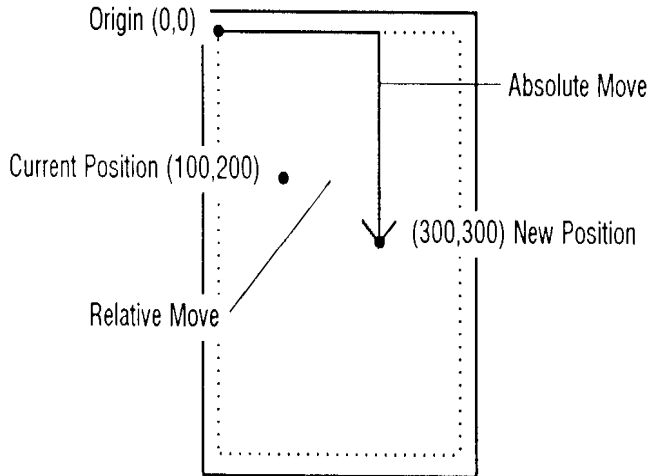 Origin (0,0)
Absolute Move
Current Position (100,200)
(300,300) New Position
Relative Move